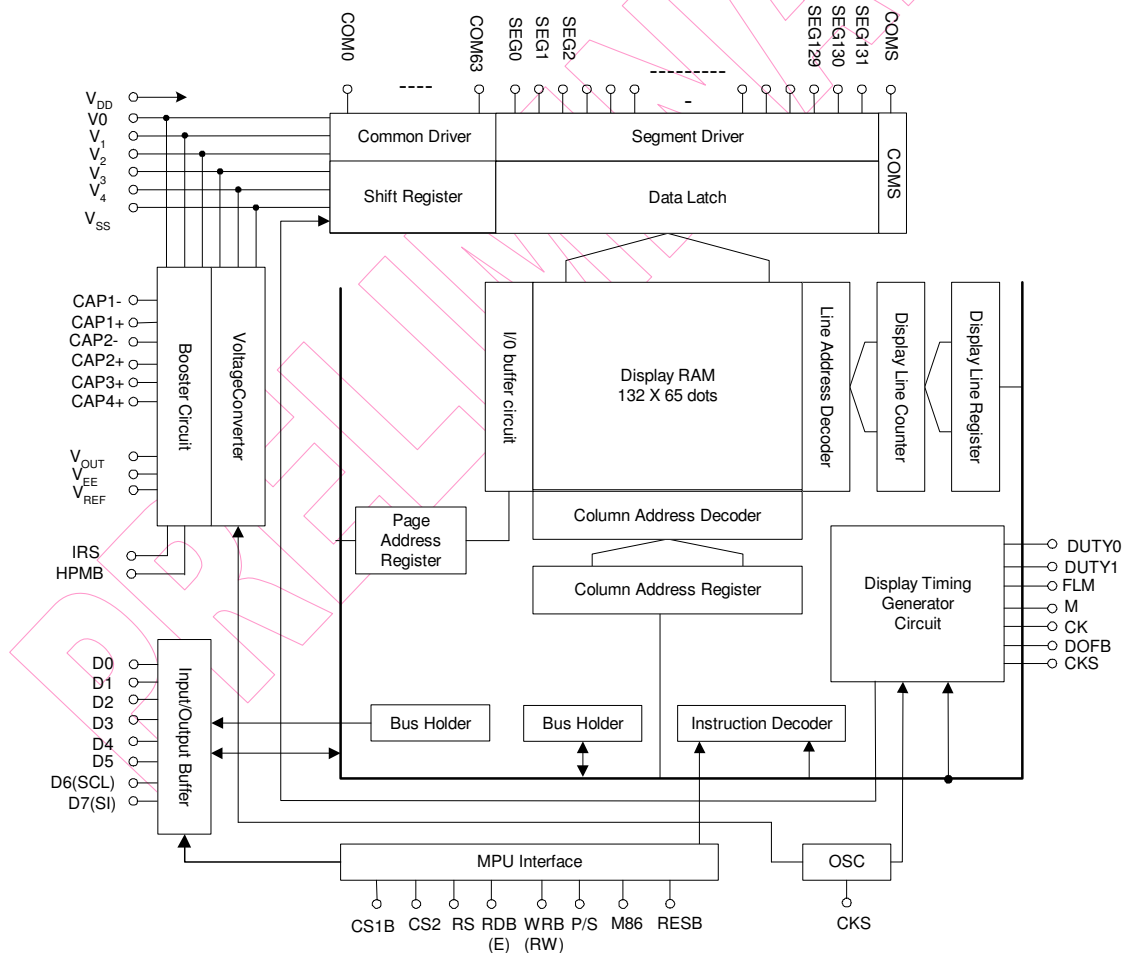 COM0
COM63
SEG0
SEG1
SEG2
SEG129
SEG130
SEG131
COMS
VDD
V0
V1
V2
V3
V4
VSS
Common Driver
Segment Driver
COMS
Shift Register
Data Latch
CAP1-
CAP1+
CAP2-
CAP2+
CAP3+
CAP4+
VOUT
VEE
VREF
IRS
HPMB
Booster Circuit
VoltageConverter
I/0 buffer circuit
Display RAM
132 X 65 dots
Line Address Decoder
Display Line Counter
Display Line Register
Page
Address
Register
Column Address Decoder
Column Address Register
Display Timing
Generator
Circuit
DUTY0
DUTY1
FLM
M
CK
DOFB
CKS
D0
D1
D2
D3
D4
D5
D6(SCL)
D7(SI)
Input/Output Buffer
Bus Holder
Bus Holder
Instruction Decoder
MPU Interface
OSC
CS1B
CS2
RS
RDB
(E)
WRB
(RW)
P/S
M86
RESB
CKS
PRELIMINARY